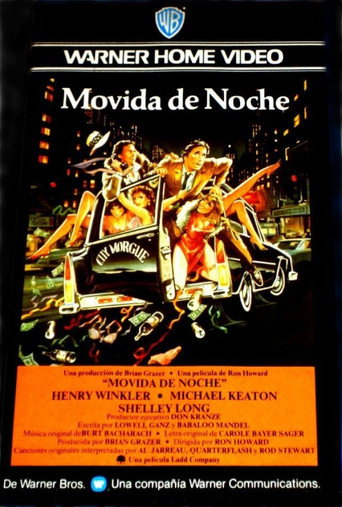 WB
WARNER HOME VIDEO
Movida de Noche
CITY MORGUE
Una producción de Brian Grazer • Una película de Ron Howard
"MOVIDA DE NOCHE"
HENRY WINKLER • MICHAEL KEATON
SHELLEY LONG
Productor ejecutivo DON KRANZE
Escrita por LOWELL GANZ y BABALOO MANDEL
Música original de BURT BACHARACH • Letra original de CAROLE BAYER SAGER
Producida por BRIAN GRAZER • Dirigida por RON HOWARD
Canciones originales interpretadas por AL JARREAU, QUARTERFLASH y ROD STEWART
Una película Ladd Company
De Warner Bros. Una compañía Warner Communications.